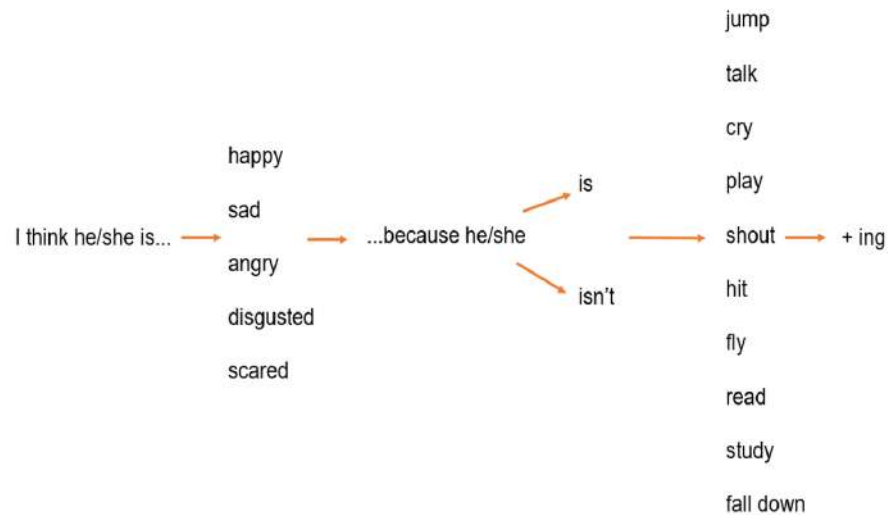 I think he/she is...
happy
sad
angry
disgusted
scared
...because he/she
is
isn't
jump
talk
cry
play
shout
hit
fly
read
study
fall down
+ ing